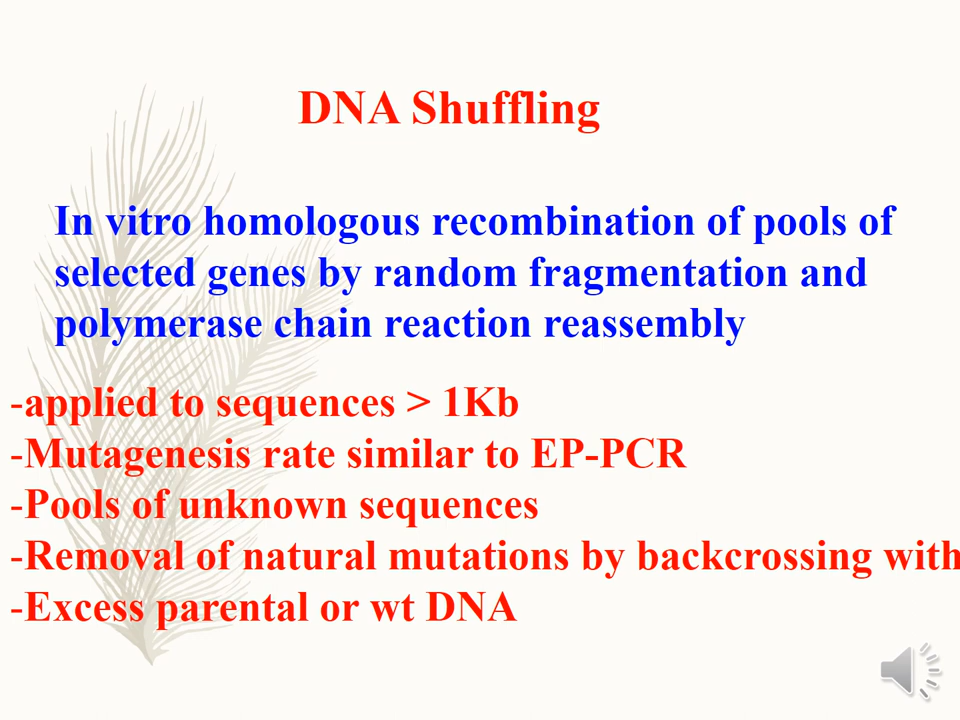 DNA Shuffling
In vitro homologous recombination of pools of
selected genes by random fragmentation and
polymerase chain reaction reassembly
-applied to sequences > 1Kb
-Mutagenesis rate similar to EP-PCR
-Pools of unknown sequences
-Removal of natural mutations by backcrossing with
-Excess parental or wt DNA